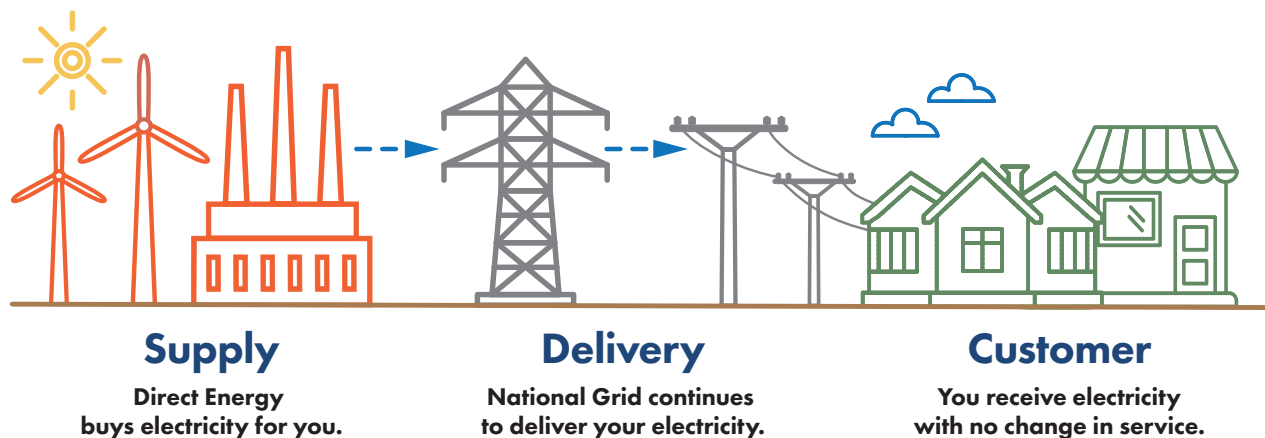 Supply
Direct Energy
buys electricity for you.
Delivery
National Grid continues
to deliver your electricity.
Customer
You receive electricity
with no change in service.